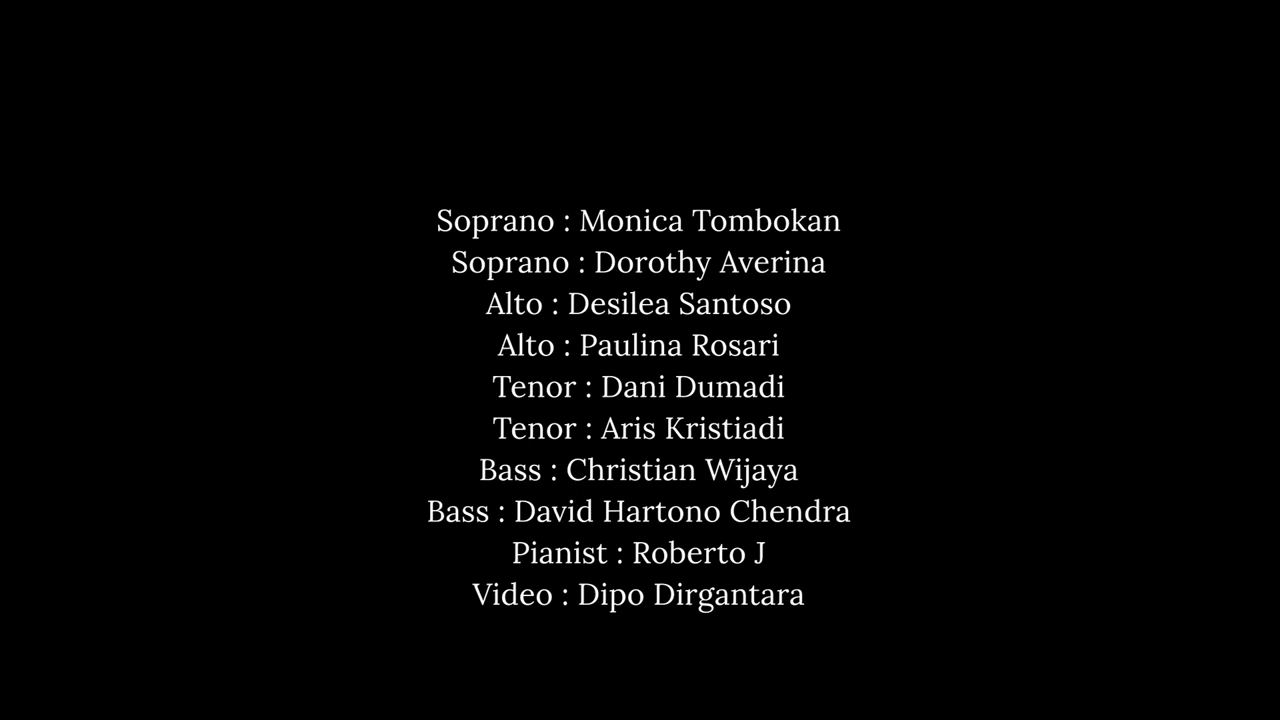 Soprano : Monica Tombokan
Soprano : Dorothy Averina
Alto : Desilea Santoso
Alto : Paulina Rosari
Tenor : Dani Dumadi
Tenor : Aris Kristiadi
Bass : Christian Wijaya
Bass : David Hartono Chendra
Pianist : Roberto J
Video : Dipo Dirgantara